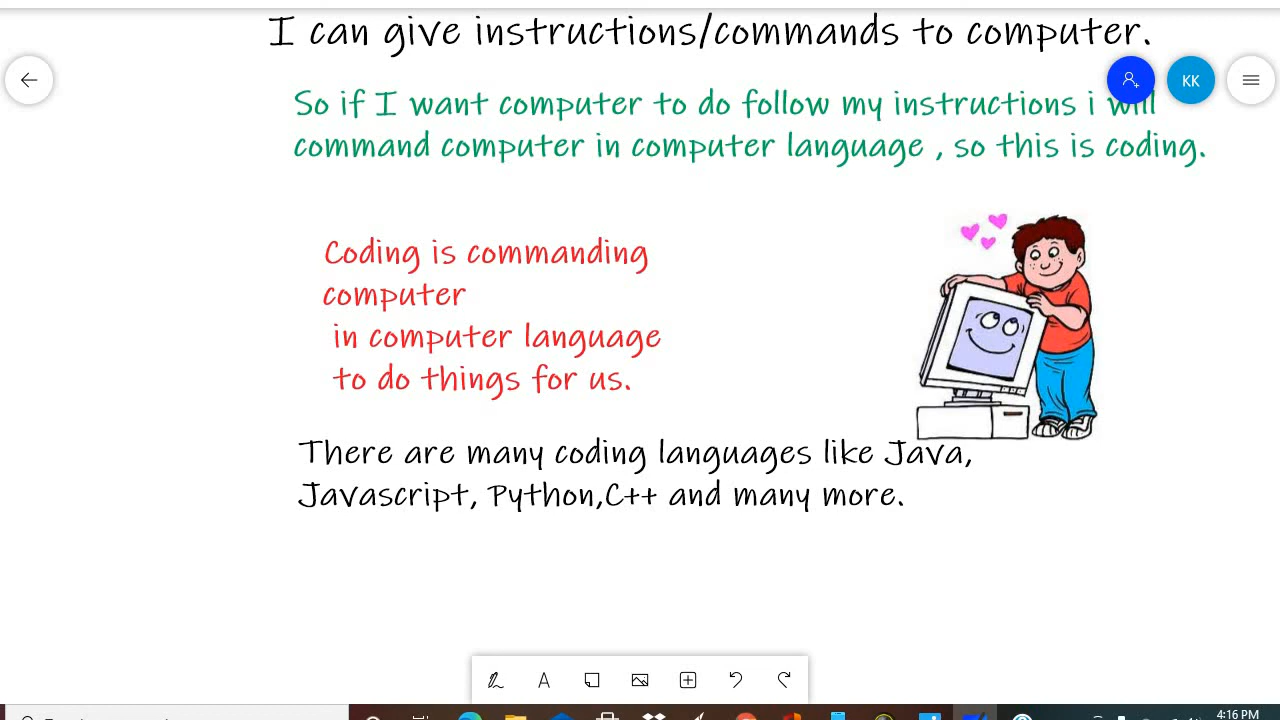 I can give instructions/commands to computer.
KK
So if I want computer to do follow my instructions i will
command computer in computer language , so this is coding.
Coding is commanding
computer
in computer language
to do things for us.
There are many coding languages like Java,
Javascript, Python,C++ and many more.
A
4:16 PM